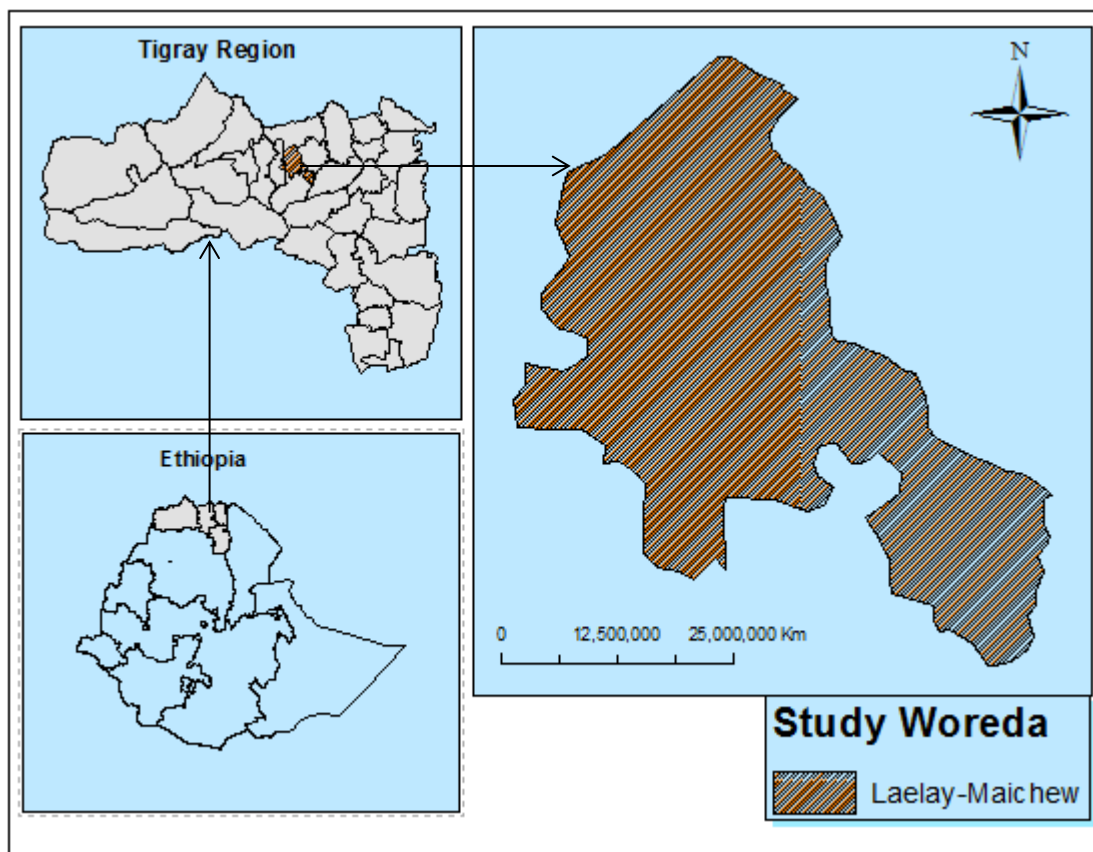 Tigray Region
N
Ethiopia
0 12,500,000 25,000,000 Km
Study Woreda
Laelay-Maichew